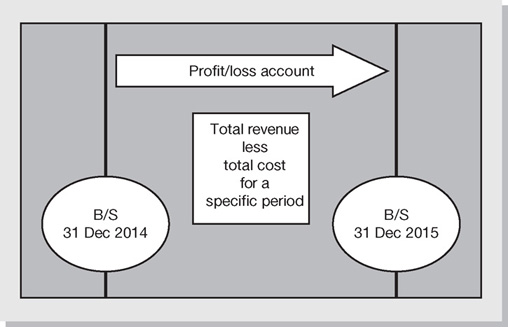 Profit/loss account
Total revenue
less
total cost
for a
specific period
B/S
31 Dec 2014
B/S
31 Dec 2015